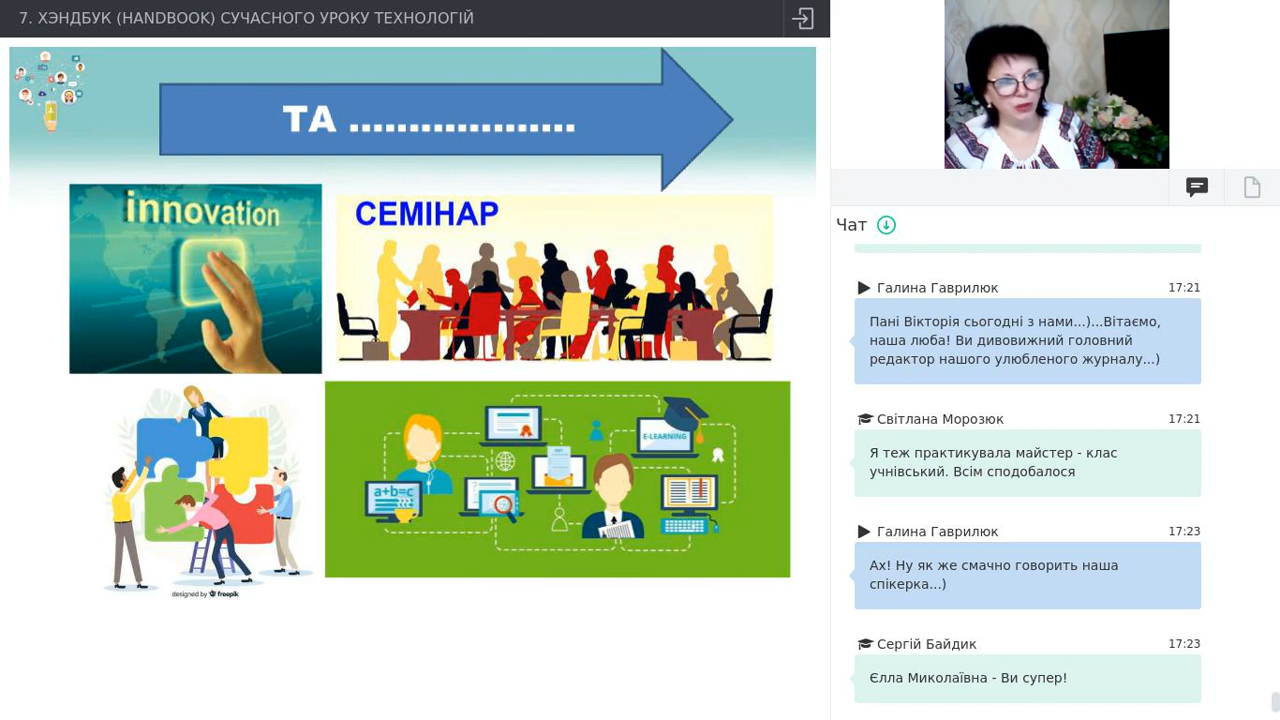 7. ХЭНДБУК (HANDBOOK) СУЧАСНОГО УРОКУ ТЕХНОЛОГІЙ
ТА ...................
innovation
СЕМІНАР
E-LEARNING
a+b=c
designed by freepik
Чат
Галина Гаврилюк 17:21
Пані Вікторія сьогодні з нами...)...Вітаємо,
наша люба! Ви дивовижний головний
редактор нашого улюбленого журналу...)
Світлана Морозюк 17:21
Я теж практикувала майстер - клас
учнівський. Всім сподобалося
Галина Гаврилюк 17:23
Ах! Ну як же смачно говорить наша
спікерка...)
Сергій Байдик 17:23
Єлла Миколаївна - Ви супер!